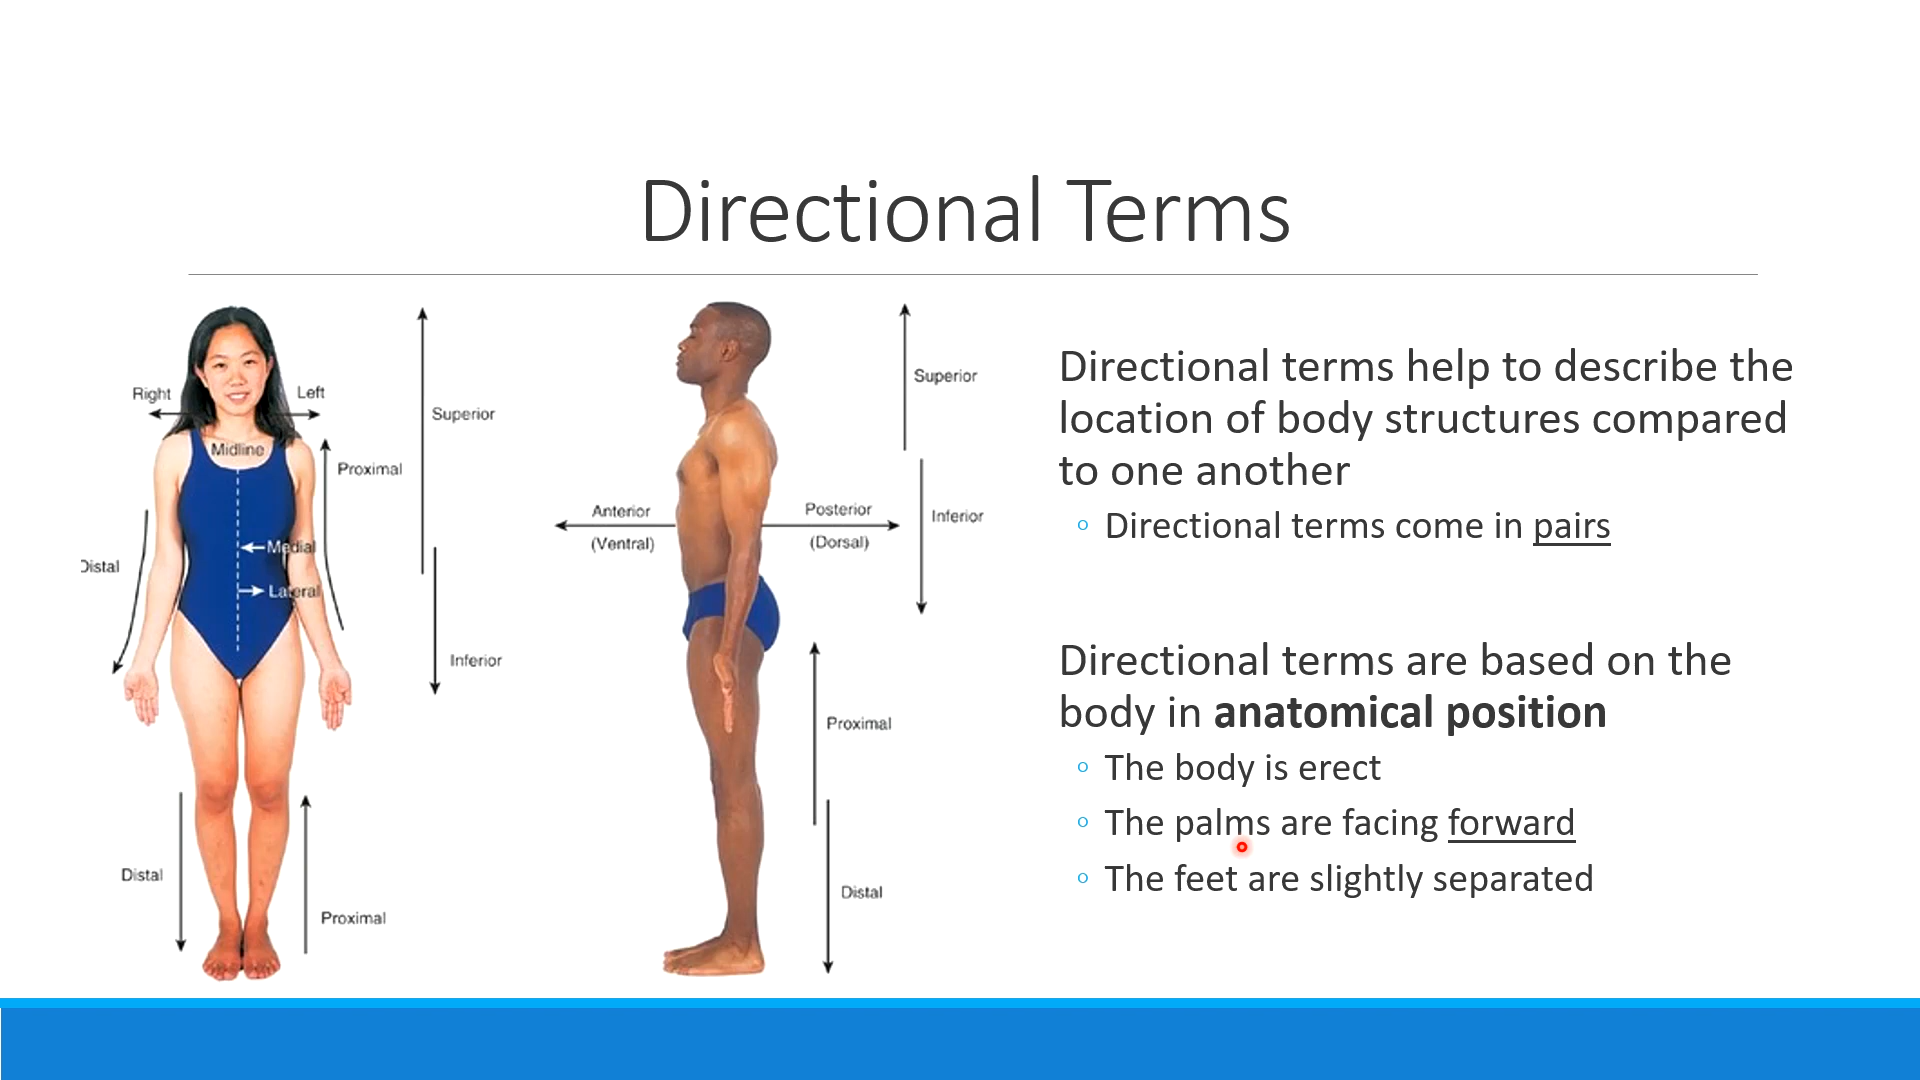 Directional Terms
Right
Left
Midline
Proximal
Superior
Medial
Lateral
Distal
Inferior
Distal
Proximal
Superior
Anterior
(Ventral)
Posterior
(Dorsal)
Inferior
Proximal
Distal
Directional terms help to describe the
location of body structures compared
to one another
Directional terms come in pairs
Directional terms are based on the
body in anatomical position
The body is erect
The palms are facing forward
The feet are slightly separated